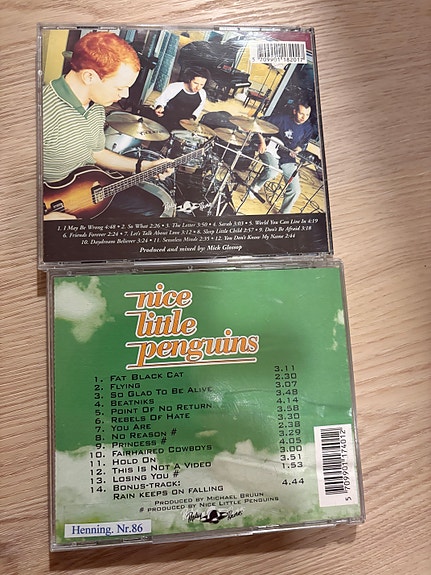 5 709901 182012
1. I May Be Wrong 4:48 • 2. So What 2:26 • 3. The Letter 3:50 • 4. Sarah 3:03 • 5. World You Can Live In 4:19
6. Friends Forever 2:24 • 7. Let's Talk About Love 3:12 • 8. Sleep Little Child 3:57 • 9. Don't Be Afraid 3:18
10. Daydream Believer 3:24 • 11. Senseless Minds 2:35 • 12. You Don't Know My Name 2:44
Produced and mixed by: Mick Glossop
nice
little
penguins
1. Fat Black Cat 3.11
2. Flying 2.30
3. So Glad To Be Alive 3.07
4. Beatniks 3.48
5. Point Of No Return 4.14
6. Rebels Of Hate 3.58
7. You Are 3.30
8. No Reason # 2.38
9. Princess # 3.29
10. Fairhaired Cowboys 4.05
11. Hold On 3.00
12. This Is Not A Video 3.51
13. Losing You # 1.53
14. Bonus-Track:
Rain Keeps On Falling 4.44
Produced by Michael Bruun
# Produced by Nice Little Penguins
5 709901 174012
Henning. Nr.86